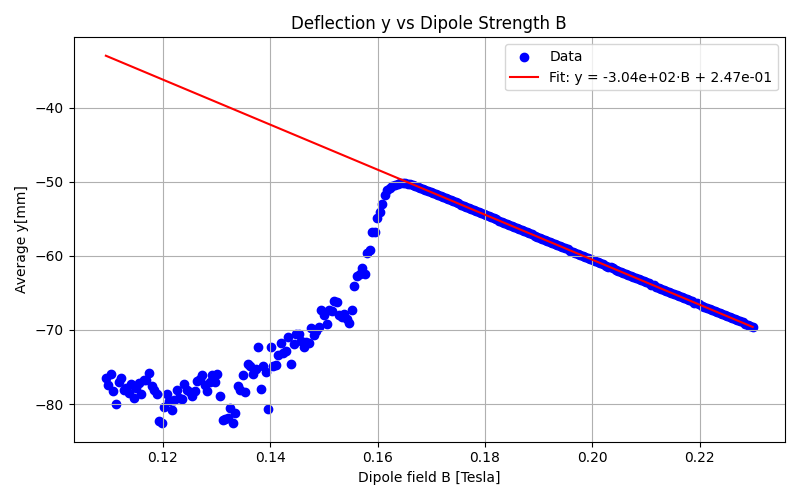 Deflection y vs Dipole Strength B
Data
Fit: y = -3.04e+02·B + 2.47e-01
Average y[mm]
−40
−50
−60
−70
−80
0.12 0.14 0.16 0.18 0.20 0.22
Dipole field B [Tesla]